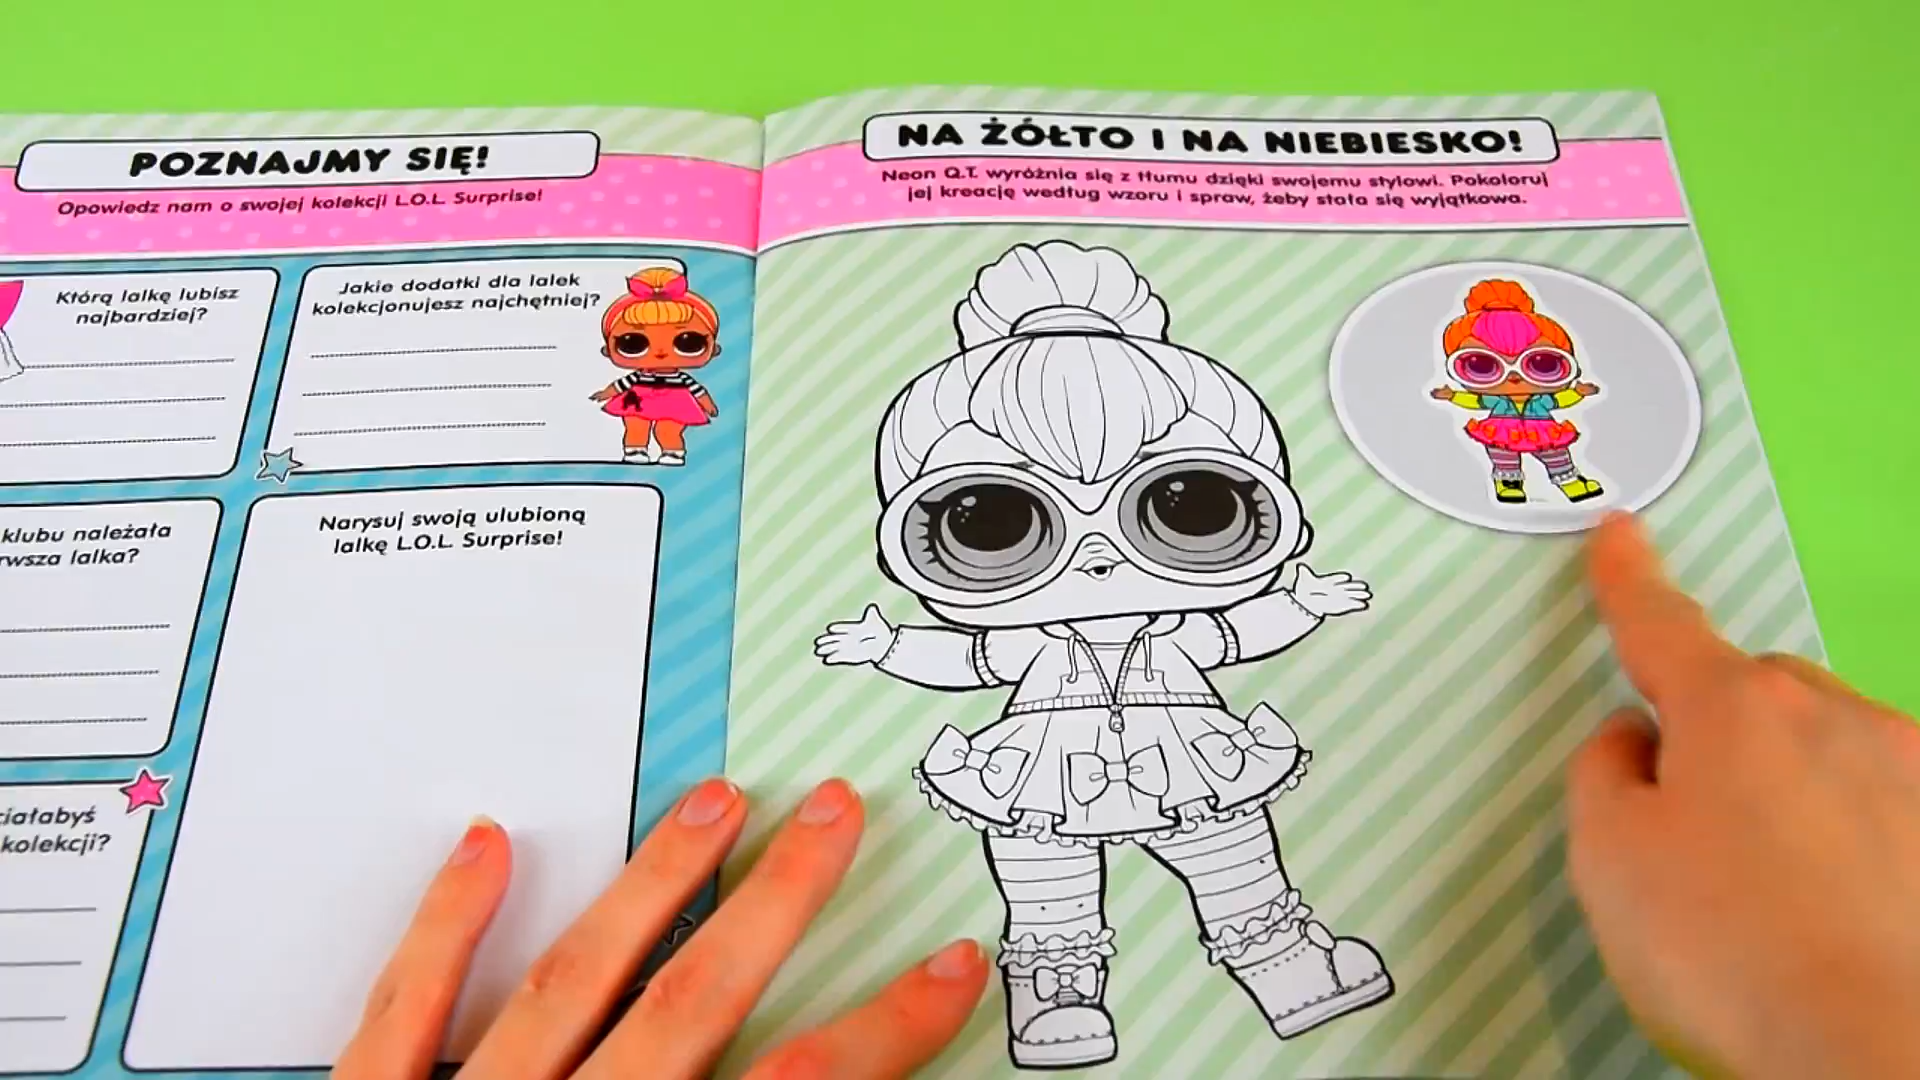 POZNAJMY SIĘ!
Opowiedz nam o swojej kolekcji L.O.L. Surprise!
Którą lalkę lubisz
najbardziej?
Jakie dodatki dla lalek
kolekcjonujesz najchętniej?
klubu należała
rwsza lalka?
Narysuj swoją ulubioną
lalkę L.O.L. Surprise!
ciałabyś
kolekcji?
NA ŻÓŁTO I NA NIEBIESKO!
Neon Q.T. wyróżnia się z tłumu dzięki swojemu stylowi. Pokoloruj
jej kreację według wzoru i spraw, żeby stała się wyjątkowa.